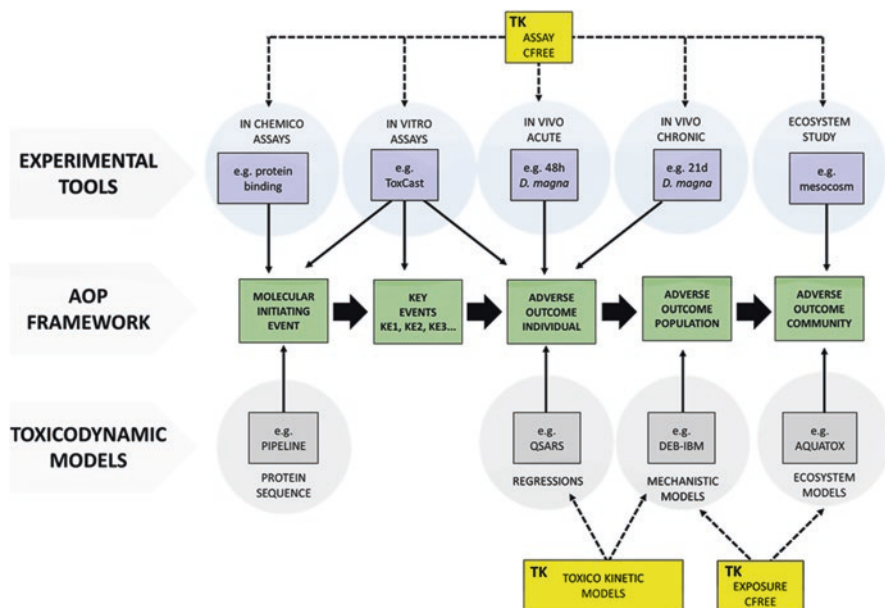 TK
ASSAY
CFREE
IN CHEMICO
ASSAYS
IN VITRO
ASSAYS
IN VIVO
ACUTE
IN VIVO
CHRONIC
ECOSYSTEM
STUDY
EXPERIMENTAL
TOOLS
e.g. protein
binding
e.g.
ToxCast
e.g. 48h
D. magna
e.g. 21d
D. magna
e.g.
mesocosm
AOP
FRAMEWORK
MOLECULAR
INITIATING
EVENT
KEY
EVENTS
KE1, KE2, KE3...
ADVERSE
OUTCOME
INDIVIDUAL
ADVERSE
OUTCOME
POPULATION
ADVERSE
OUTCOME
COMMUNITY
TOXICODYNAMIC
MODELS
e.g.
PIPELINE
PROTEIN
SEQUENCE
e.g.
QSARS
REGRESSIONS
e.g.
DEB-IBM
MECHANISTIC
MODELS
e.g.
AQUATOX
ECOSYSTEM
MODELS
TK
TOXICO KINETIC
MODELS
TK
EXPOSURE
CFREE